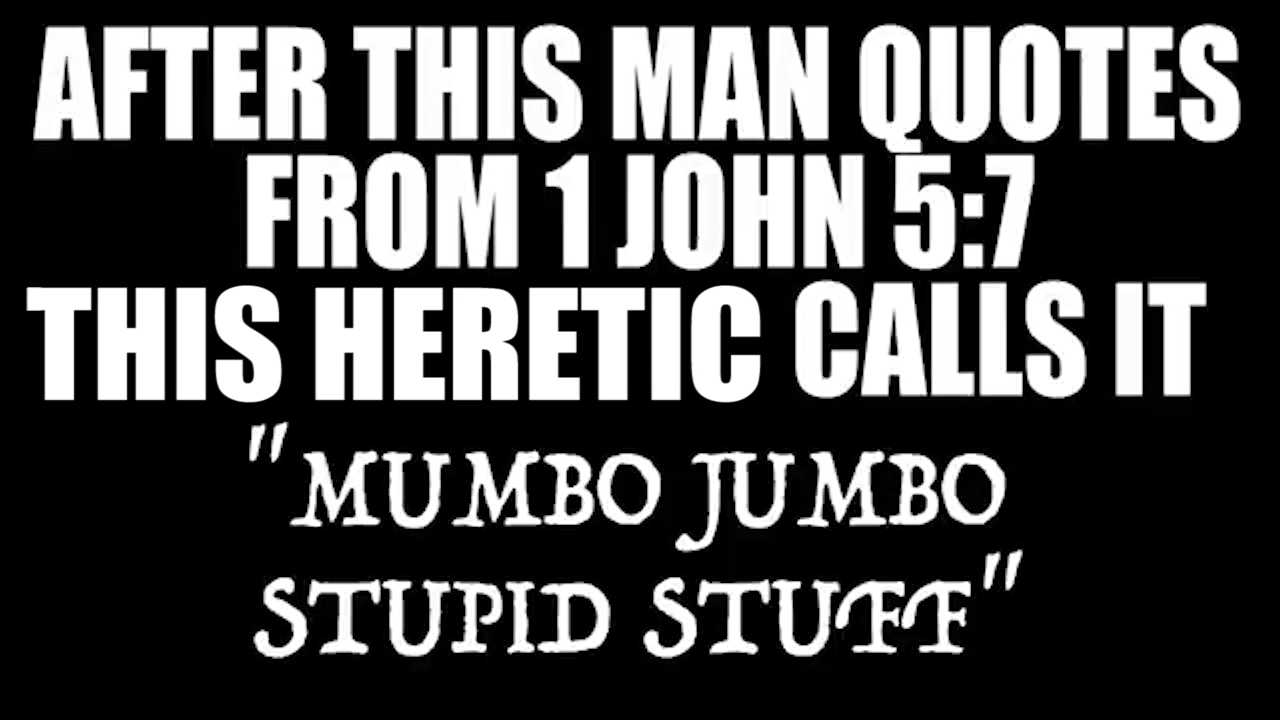 AFTER THIS MAN QUOTES
FROM 1 JOHN 5:7
THIS HERETIC CALLS IT
"MUMBO JUMBO
STUPID STUFF"